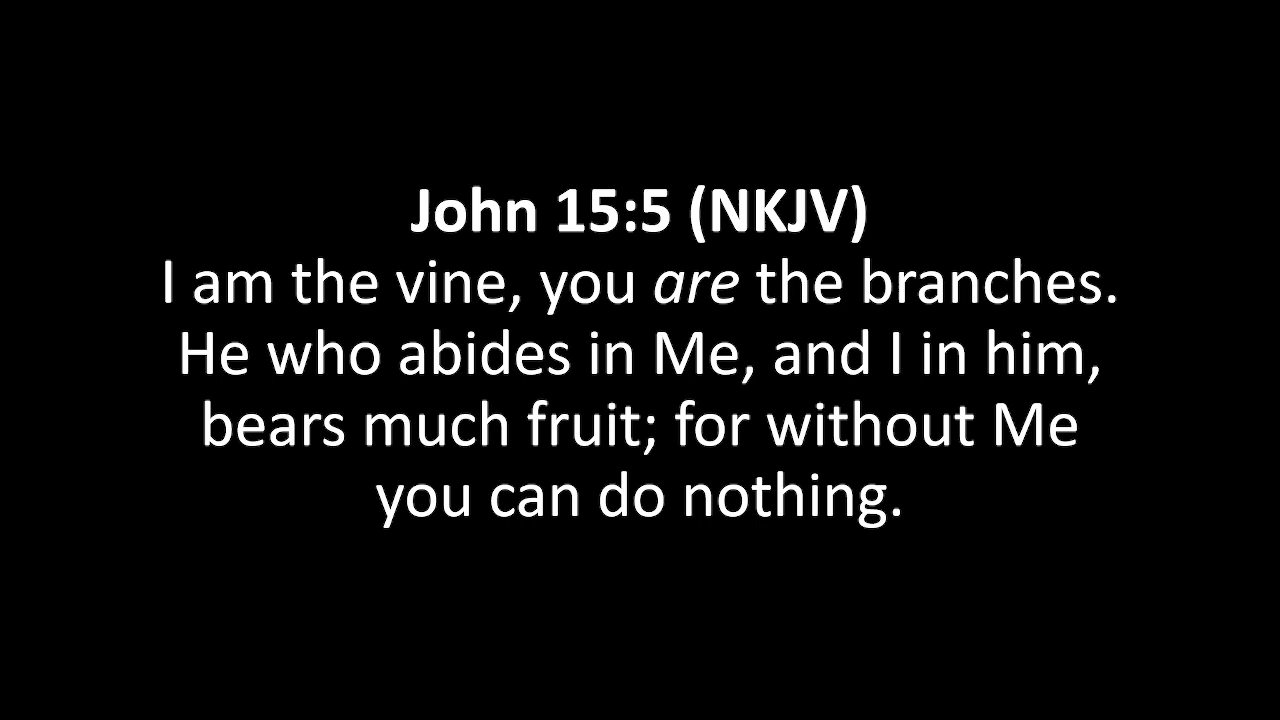 John 15:5 (NKJV)
I am the vine, you are the branches.
He who abides in Me, and I in him,
bears much fruit; for without Me
you can do nothing.